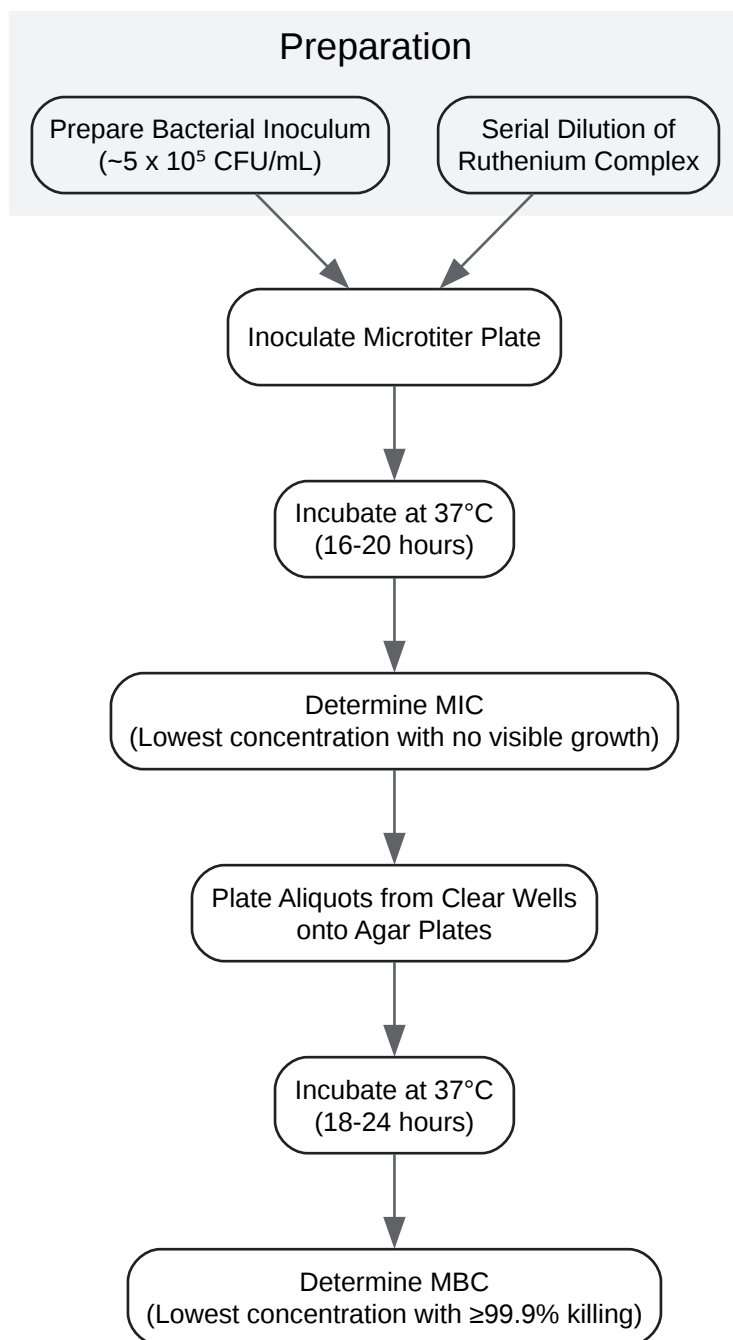 Preparation
Prepare Bacterial Inoculum
(~5 x 10⁵ CFU/mL)
Serial Dilution of
Ruthenium Complex
Inoculate Microtiter Plate
Incubate at 37°C
(16-20 hours)
Determine MIC
(Lowest concentration with no visible growth)
Plate Aliquots from Clear Wells
onto Agar Plates
Incubate at 37°C
(18-24 hours)
Determine MBC
(Lowest concentration with ≥99.9% killing)